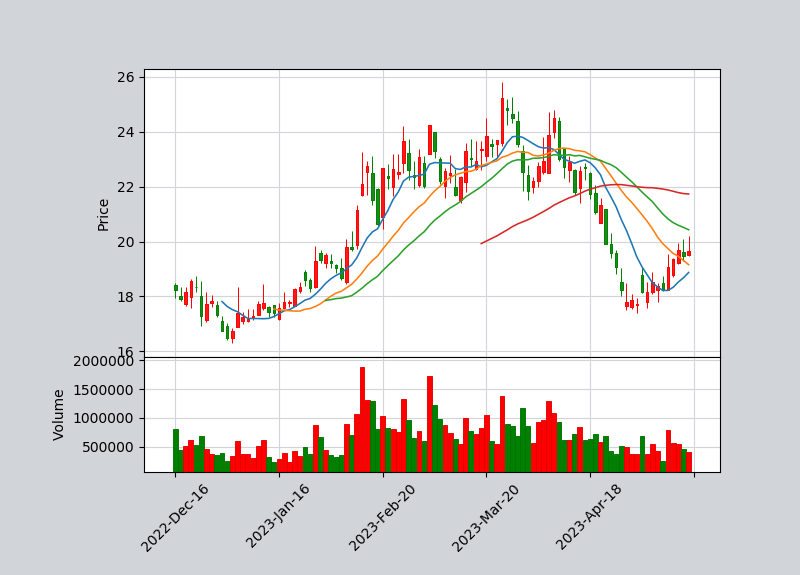 26
24
22
20
18
16
Price
2000000
1500000
1000000
500000
Volume
2022-Dec-16
2023-Jan-16
2023-Feb-20
2023-Mar-20
2023-Apr-18